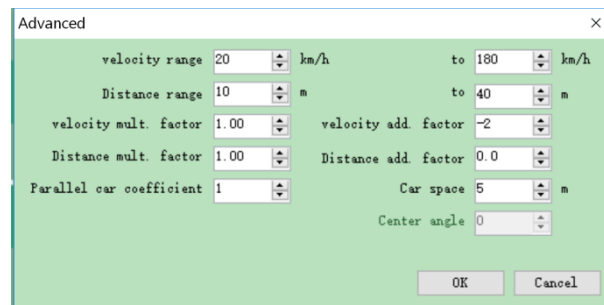 Advanced ×
velocity range 20 km/h to 180 km/h
Distance range 10 m to 40 m
velocity mult. factor 1.00 velocity add. factor -2
Distance mult. factor 1.00 Distance add. factor 0.0
Parallel car coefficient 1 Car space 5 m
Center angle 0
OK Cancel